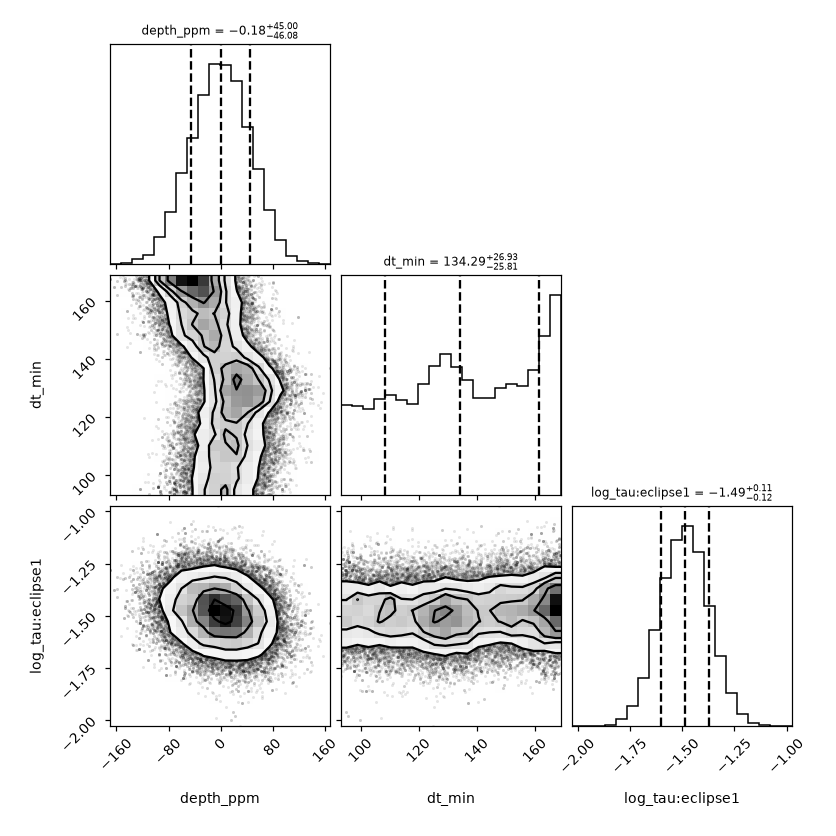 depth_ppm = −0.18+45.00−46.08
dt_min = 134.29+26.93−25.81
160
140
120
100
dt_min
log_tau:eclipse1 = −1.49+0.11−0.12
−1.00
−1.25
−1.50
−1.75
−2.00
log_tau:eclipse1
−160 −80 0 80 160
100 120 140 160
−2.00 −1.75 −1.50 −1.25 −1.00
depth_ppm dt_min log_tau:eclipse1